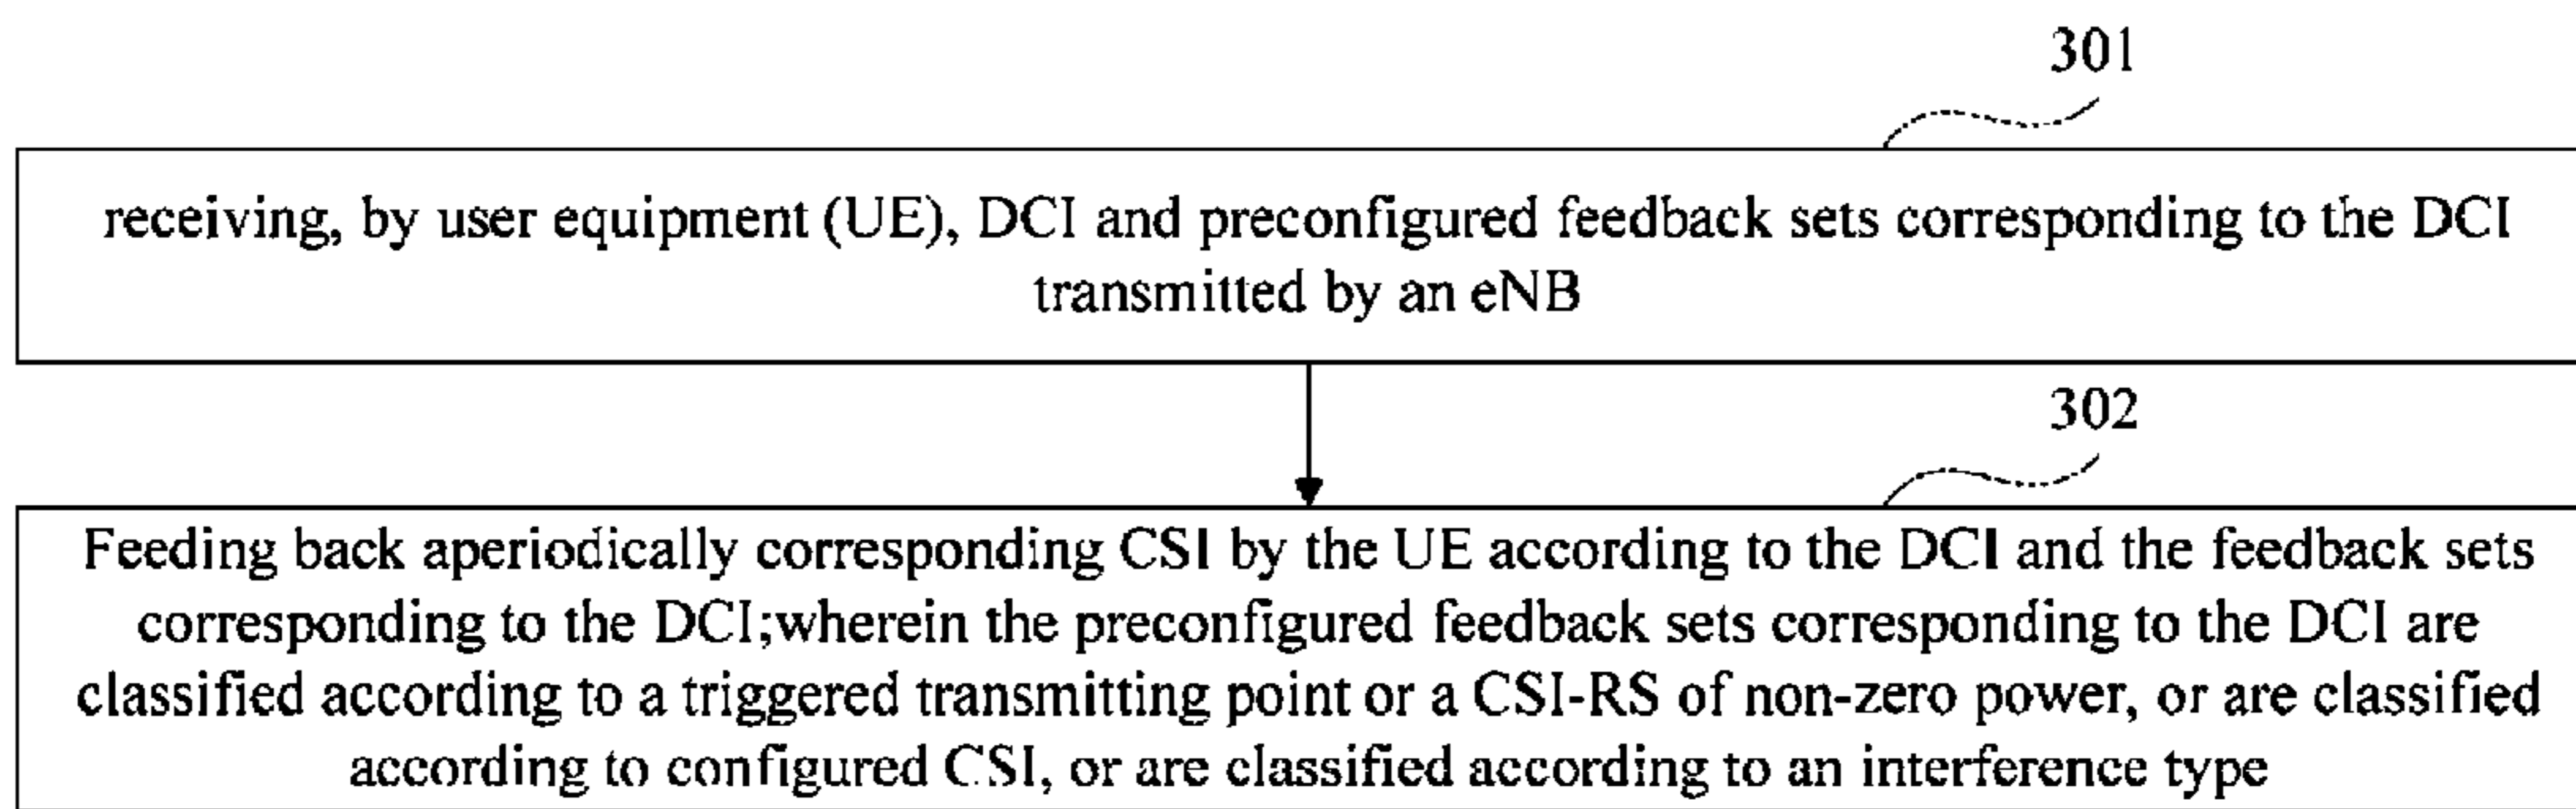 301
receiving, by user equipment (UE), DCI and preconfigured feedback sets corresponding to the DCI
transmitted by an eNB
302
Feeding back aperiodically corresponding CSI by the UE according to the DCI and the feedback sets
corresponding to the DCI;wherein the preconfigured feedback sets corresponding to the DCI are
classified according to a triggered transmitting point or a CSI-RS of non-zero power, or are classified
according to configured CSI, or are classified according to an interference type